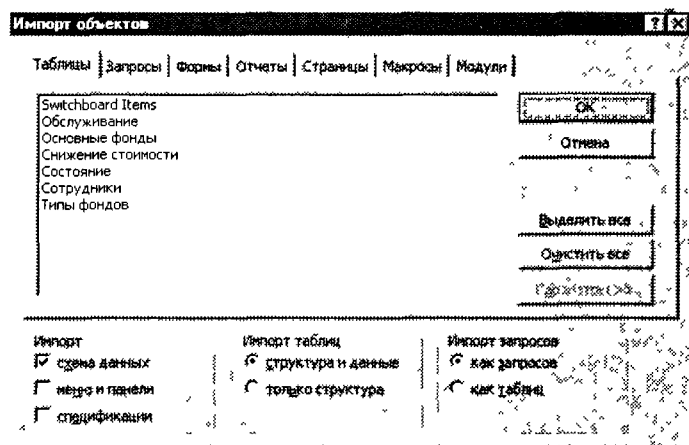 Импорт объектов
Таблицы Запросы Формы Отчеты Страницы Макросы Модули
Switchboard Items
Обслуживание
Основные фонды
Снижение стоимости
Состояние
Сотрудники
Типы фондов
OK
Отмена
Выделить все
Очистить все
Импорт
схема данных
меню и панели
спецификации
Импорт таблиц
структура и данные
только структура
Импорт запросов
как запросов
как таблиц